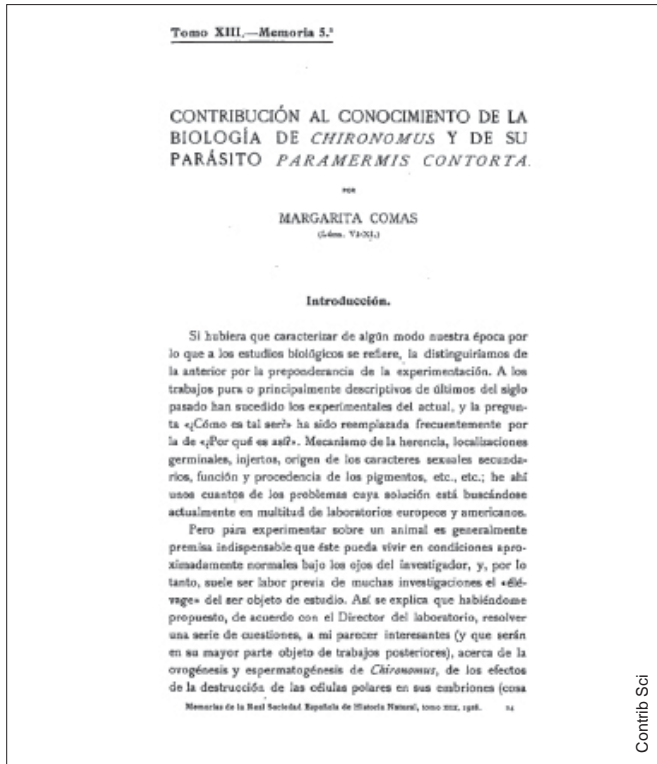 Tomo XIII.—Memoria 5.ª
CONTRIBUCIÓN AL CONOCIMIENTO DE LA
BIOLOGÍA DE CHIRONOMUS Y DE SU
PARÁSITO PARAMERMIS CONTORTA.
POR
MARGARITA COMAS
(Lám. VI-XI.)
Introducción.
Si hubiera que caracterizar de algún modo nuestra época por
lo que a los estudios biológicos se refiere, la distinguiríamos de
la anterior por la preponderancia de la experimentación. A los
trabajos pura o principalmente descriptivos de últimos del siglo
pasado han sucedido los experimentales del actual, y la pregun-
ta «¿Cómo es tal ser?» ha sido reemplazada frecuentemente por
la de «¿Por qué es así?». Mecanismo de la herencia, localizaciones
germinales, injertos, origen de los caracteres sexuales secunda-
rios, función y procedencia de los pigmentos, etc., etc.; he ahí
unos cuantos de los problemas cuya solución está buscándose
actualmente en multitud de laboratorios europeos y americanos.
Pero para experimentar sobre un animal es generalmente
premisa indispensable que éste pueda vivir en condiciones apro-
ximadamente normales bajo los ojos del investigador, y, por lo
tanto, suele ser labor previa de muchas investigaciones el «éle-
vage» del ser objeto de estudio. Así se explica que habiéndome
propuesto, de acuerdo con el Director del laboratorio, resolver
una serie de cuestiones, a mi parecer interesantes (y que serán
en su mayor parte objeto de trabajos posteriores), acerca de la
ovogénesis y espermatogénesis de Chironomus, de los efectos
de la destrucción de las células polares en sus embriones (cosa
Memorias de la Real Sociedad Española de Historia Natural, tomo XIII, 1928. 24
Contrib Sci